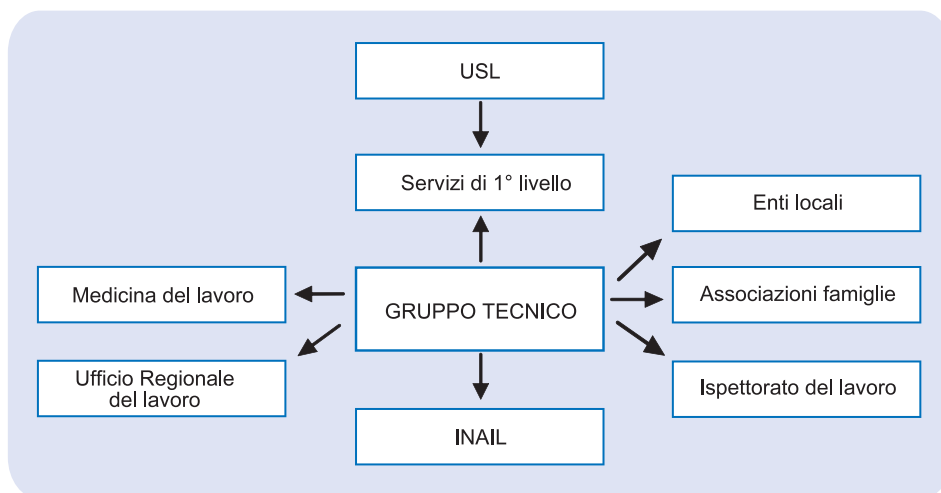 USL
Servizi di 1° livello
Enti locali
Medicina del lavoro
GRUPPO TECNICO
Associazioni famiglie
Ufficio Regionale
del lavoro
Ispettorato del lavoro
INAIL